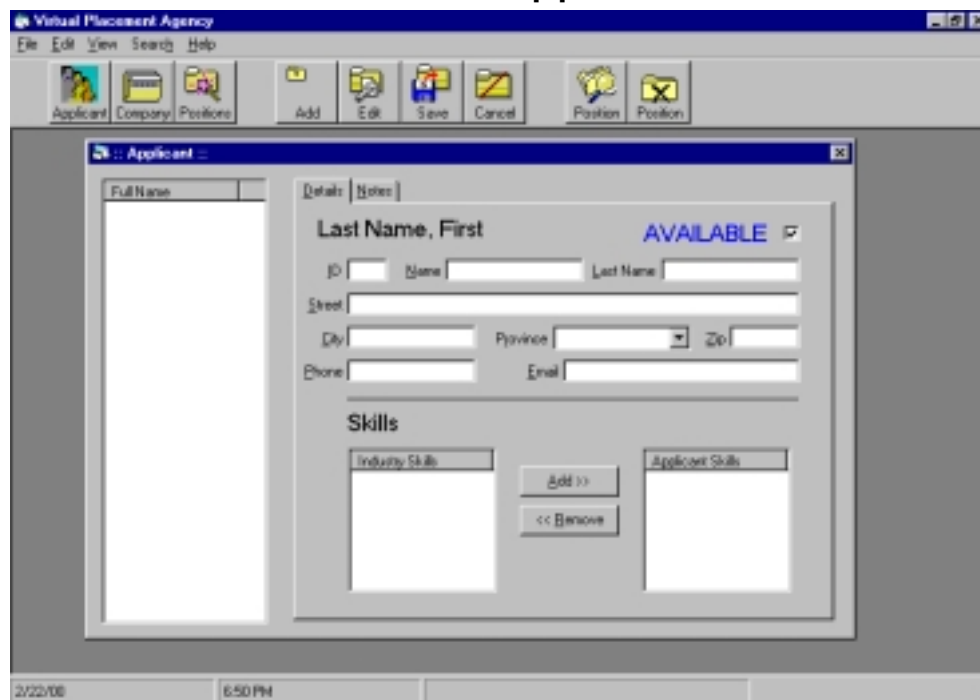 Virtual Placement Agency
File Edit View Search Help
Applicant Company Positions Add Edit Save Cancel Position Position
:: Applicant ::
Full Name
Details Notes
Last Name, First AVAILABLE
ID Name Last Name
Street
City Province Zip
Phone Email
Skills
Industry Skills Applicant Skills
Add >>
<< Remove
2/22/00 6:50 PM